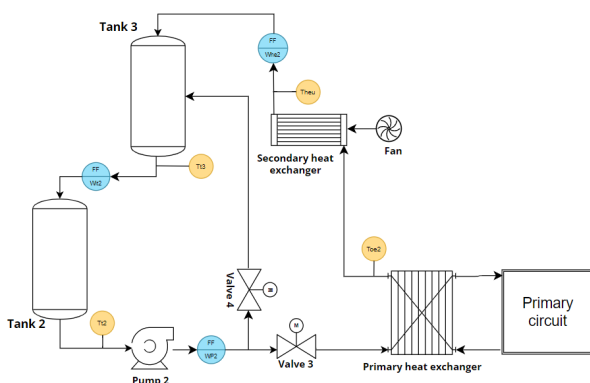 Tank 3
FF
Whe2
Theu
Fan
Secondary heat
exchanger
FF
Wt2
Tt3
Toe2
Valve 4
M
Tank 2
Tt2
Pump 2
FF
WP2
M
Valve 3
Primary heat exchanger
Primary
circuit